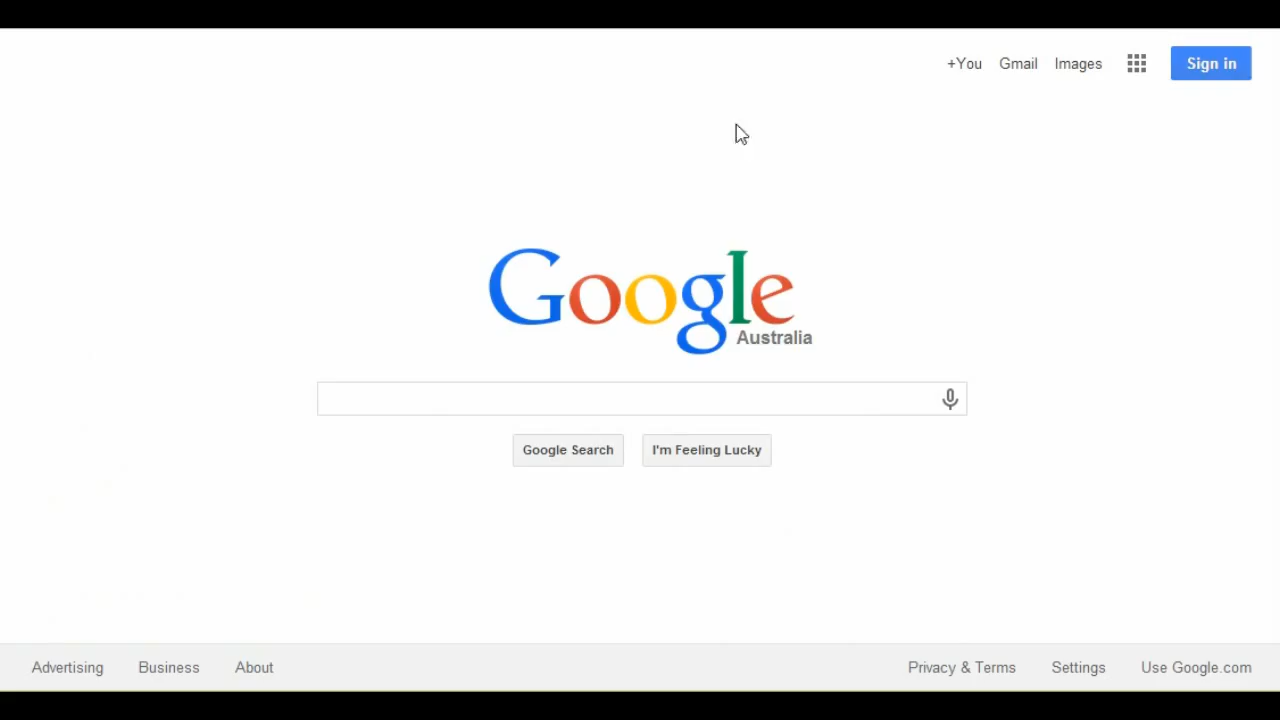 +You Gmail Images Sign in
Google
Australia
Google Search I'm Feeling Lucky
Advertising Business About Privacy & Terms Settings Use Google.com